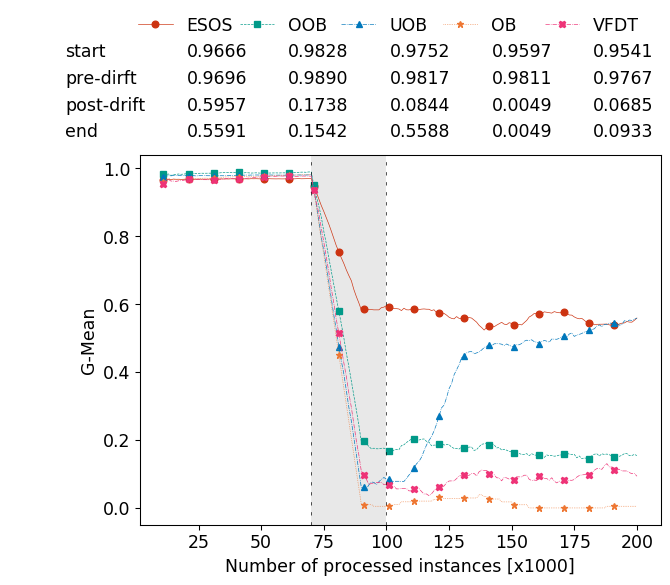 ESOS OOB UOB OB VFDT
start 0.9666 0.9828 0.9752 0.9597 0.9541
pre-dirft 0.9696 0.9890 0.9817 0.9811 0.9767
post-drift 0.5957 0.1738 0.0844 0.0049 0.0685
end 0.5591 0.1542 0.5588 0.0049 0.0933
1.0
0.8
0.6
0.4
0.2
0.0
G-Mean
25 50 75 100 125 150 175 200
Number of processed instances [x1000]